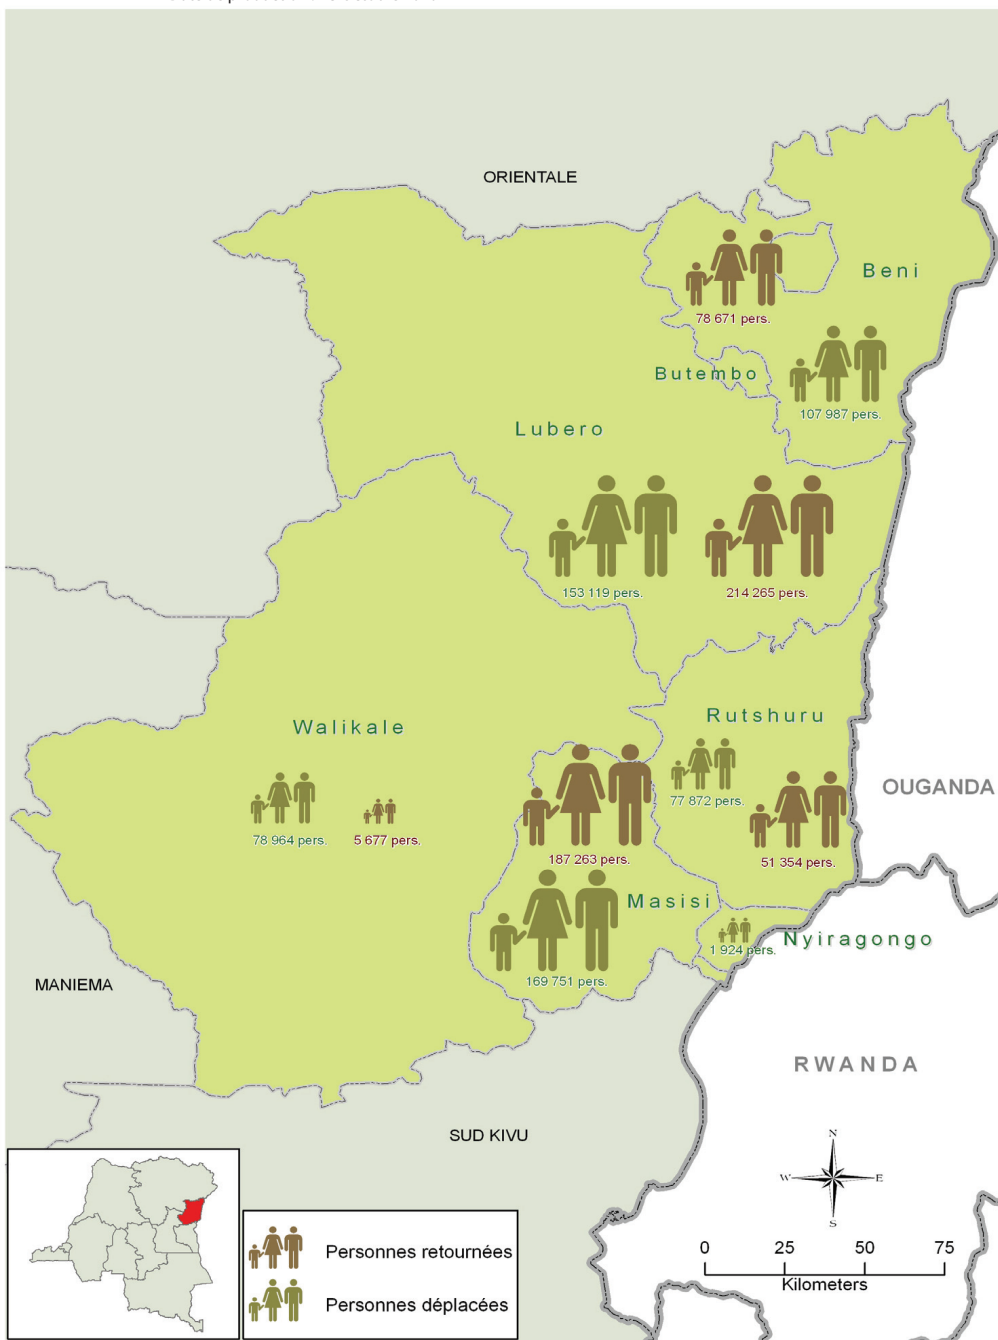 ORIENTALE
Beni
78 671 pers.
Butembo
107 987 pers.
Lubero
153 119 pers.
214 265 pers.
Walikale
Rutshuru
77 872 pers.
OUGANDA
78 964 pers.
5 677 pers.
187 263 pers.
51 354 pers.
Masisi
Nyiragongo
1 924 pers.
169 751 pers.
MANIEMA
RWANDA
SUD KIVU
N
W
E
S
Personnes retournées
Personnes déplacées
0 25 50 75
Kilometers